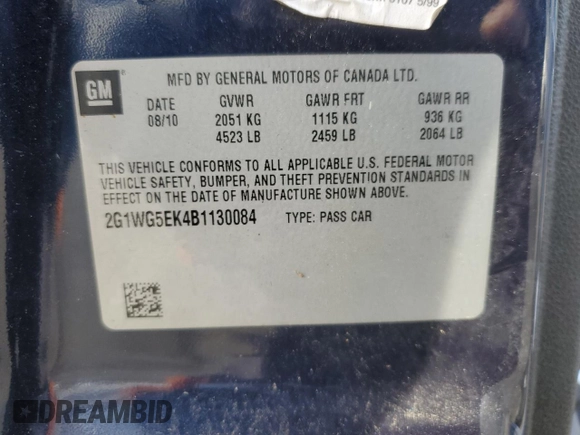 5/99
GM
MFD BY GENERAL MOTORS OF CANADA LTD.
DATE GVWR GAWR FRT GAWR RR
08/10 2051 KG 1115 KG 936 KG
4523 LB 2459 LB 2064 LB
THIS VEHICLE CONFORMS TO ALL APPLICABLE U.S. FEDERAL MOTOR
VEHICLE SAFETY, BUMPER, AND THEFT PREVENTION STANDARDS IN
EFFECT ON THE DATE OF MANUFACTURE SHOWN ABOVE.
2G1WG5EK4B1130084 TYPE: PASS CAR
DREAMBID